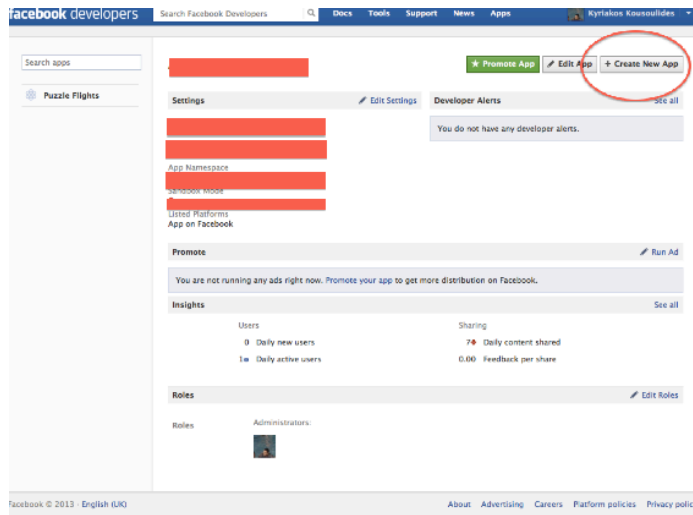 facebook developers Search Facebook Developers Docs Tools Support News Apps Kyriakos Kousoulides
Search apps
Puzzle Flights
Promote App Edit App + Create New App
Settings Edit Settings Developer Alerts See all
You do not have any developer alerts.
App Namespace
Sandbox Mode
Listed Platforms
App on Facebook
Promote Run Ad
You are not running any ads right now. Promote your app to get more distribution on Facebook.
Insights See all
Users Sharing
0 Daily new users 7 Daily content shared
1 Daily active users 0.00 Feedback per share
Roles Edit Roles
Roles Administrators:
Facebook © 2013 · English (UK) About Advertising Careers Platform policies Privacy polic